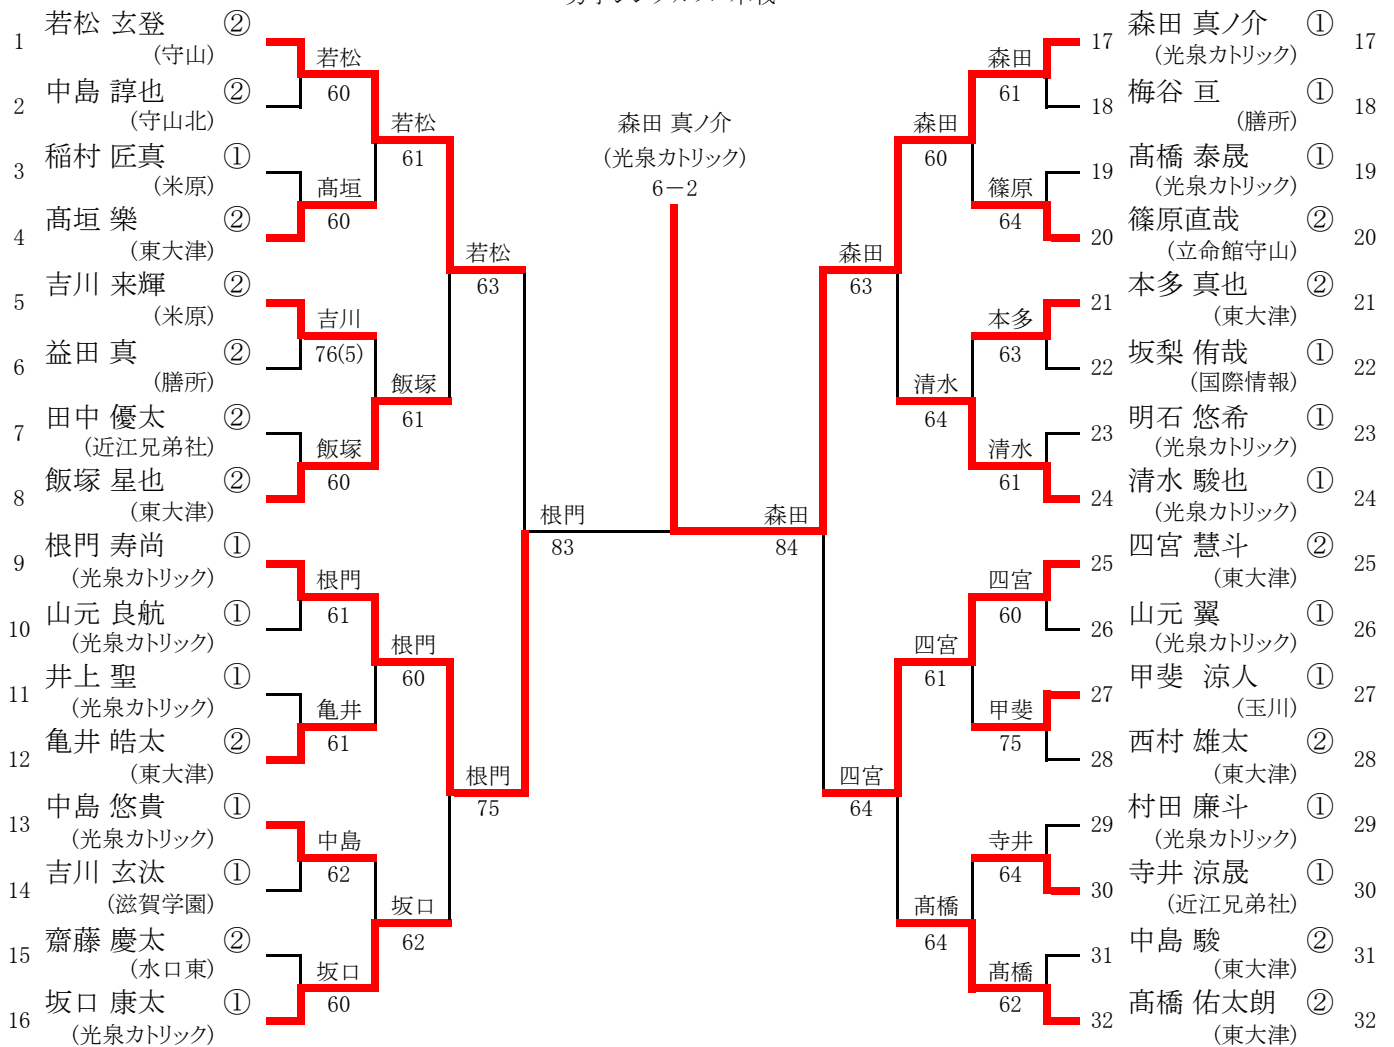 若松 玄登 ②
1
(守山)
中島 淳也 ②
2
(守山北)
稲村 匠真 ①
3
(米原)
髙垣 樂 ②
4
(東大津)
吉川 来輝 ②
5
(米原)
益田 真 ②
6
(膳所)
田中 優太 ②
7
(近江兄弟社)
飯塚 星也 ②
8
(東大津)
根門 寿尚 ①
9
(光泉カトリック)
山元 良航 ①
10
(光泉カトリック)
井上 聖 ①
11
(光泉カトリック)
亀井 皓太 ②
12
(東大津)
中島 悠貴 ①
13
(光泉カトリック)
吉川 玄汰 ①
14
(滋賀学園)
齋藤 慶太 ②
15
(水口東)
坂口 康太 ①
16
(光泉カトリック)
若松
60
髙垣
60
吉川
76(5)
飯塚
60
根門
61
亀井
61
中島
62
坂口
60
若松
61
飯塚
61
根門
60
坂口
62
若松
63
根門
75
根門
83
森田 真ノ介
(光泉カトリック)
6-2
森田
84
森田
63
四宮
64
森田
60
清水
64
四宮
61
髙橋
64
森田
61
篠原
64
本多
63
清水
61
四宮
60
甲斐
75
寺井
64
髙橋
62
森田 真ノ介 ①
17 17
(光泉カトリック)
梅谷 亘 ①
18 18
(膳所)
髙橋 泰晟 ①
19 19
(光泉カトリック)
篠原直哉 ②
20 20
(立命館守山)
本多 真也 ②
21 21
(東大津)
坂梨 侑哉 ①
22 22
(国際情報)
明石 悠希 ①
23 23
(光泉カトリック)
清水 駿也 ①
24 24
(光泉カトリック)
四宮 慧斗 ②
25 25
(東大津)
山元 翼 ①
26 26
(光泉カトリック)
甲斐 涼人 ①
27 27
(玉川)
西村 雄太 ②
28 28
(東大津)
村田 廉斗 ①
29 29
(光泉カトリック)
寺井 涼晟 ①
30 30
(近江兄弟社)
中島 駿 ②
31 31
(東大津)
髙橋 佑太朗 ②
32 32
(東大津)